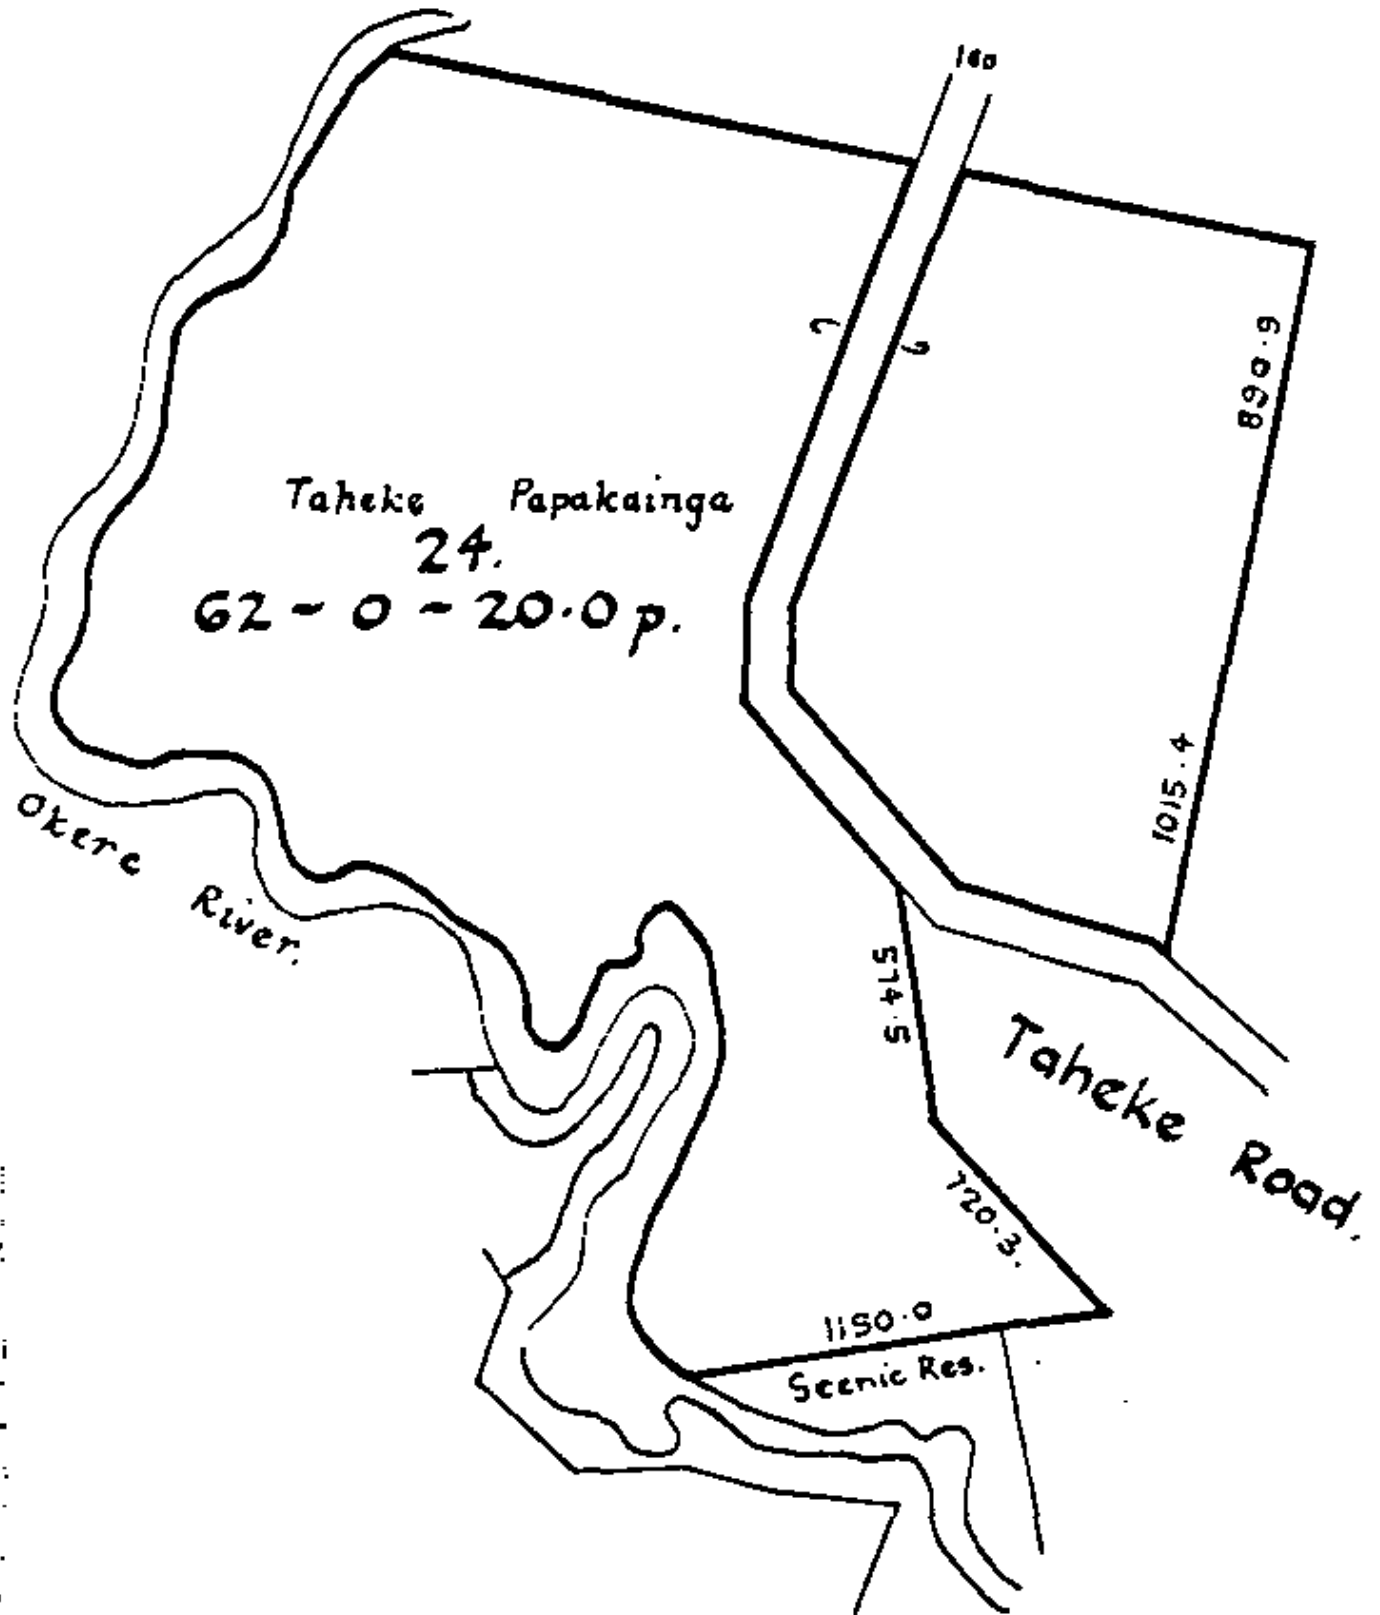 160
890.9
Taheke Papakainga
24.
62 - 0 - 20.0 p.
1015.4
Okere River.
574.5
Taheke Road.
720.3.
1150.0
Scenic Res.